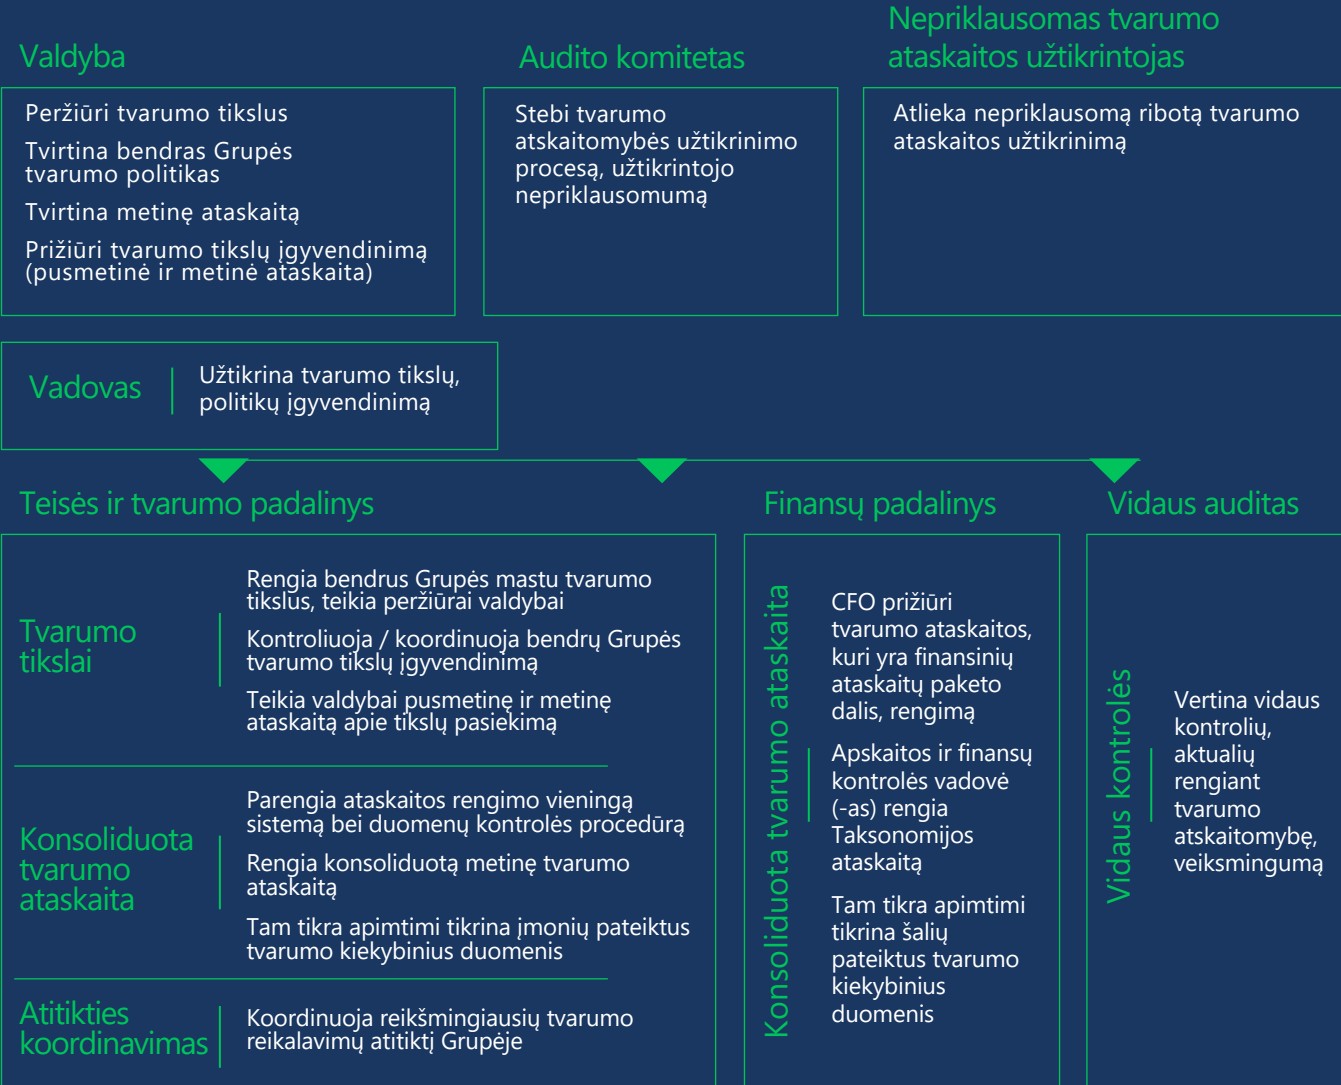 Valdyba
Peržiūri tvarumo tikslus
Tvirtina bendras Grupės
tvarumo politikas
Tvirtina metinę ataskaitą
Prižiūri tvarumo tikslų įgyvendinimą
(pusmetinė ir metinė ataskaita)
Audito komitetas
Stebi tvarumo
atskaitomybės užtikrinimo
procesą, užtikrintojo
nepriklausomumą
Nepriklausomas tvarumo
ataskaitos užtikrintojas
Atlieka nepriklausomą ribotą tvarumo
ataskaitos užtikrinimą
Vadovas
Užtikrina tvarumo tikslų,
politikų įgyvendinimą
Teisės ir tvarumo padalinys
Tvarumo
tikslai
Rengia bendrus Grupės mastu tvarumo
tikslus, teikia peržiūrai valdybai
Kontroliuoja / koordinuoja bendrų Grupės
tvarumo tikslų įgyvendinimą
Teikia valdybai pusmetinę ir metinę
ataskaitą apie tikslų pasiekimą
Konsoliduota
tvarumo
ataskaita
Parengia ataskaitos rengimo vieningą
sistemą bei duomenų kontrolės procedūrą
Rengia konsoliduotą metinę tvarumo
ataskaitą
Tam tikra apimtimi tikrina įmonių pateiktus
tvarumo kiekybinius duomenis
Atitikties
koordinavimas
Koordinuoja reikšmingiausių tvarumo
reikalavimų atitiktį Grupėje
Finansų padalinys
Konsoliduota tvarumo ataskaita
CFO prižiūri
tvarumo ataskaitos,
kuri yra finansinių
ataskaitų paketo
dalis, rengimą
Apskaitos ir finansų
kontrolės vadovė
(-as) rengia
Taksonomijos
ataskaitą
Tam tikra apimtimi
tikrina šalių
pateiktus tvarumo
kiekybinius
duomenis
Vidaus auditas
Vidaus kontrolės
Vertina vidaus
kontrolių,
aktualių
rengiant
tvarumo
atskaitomybę,
veiksmingumą